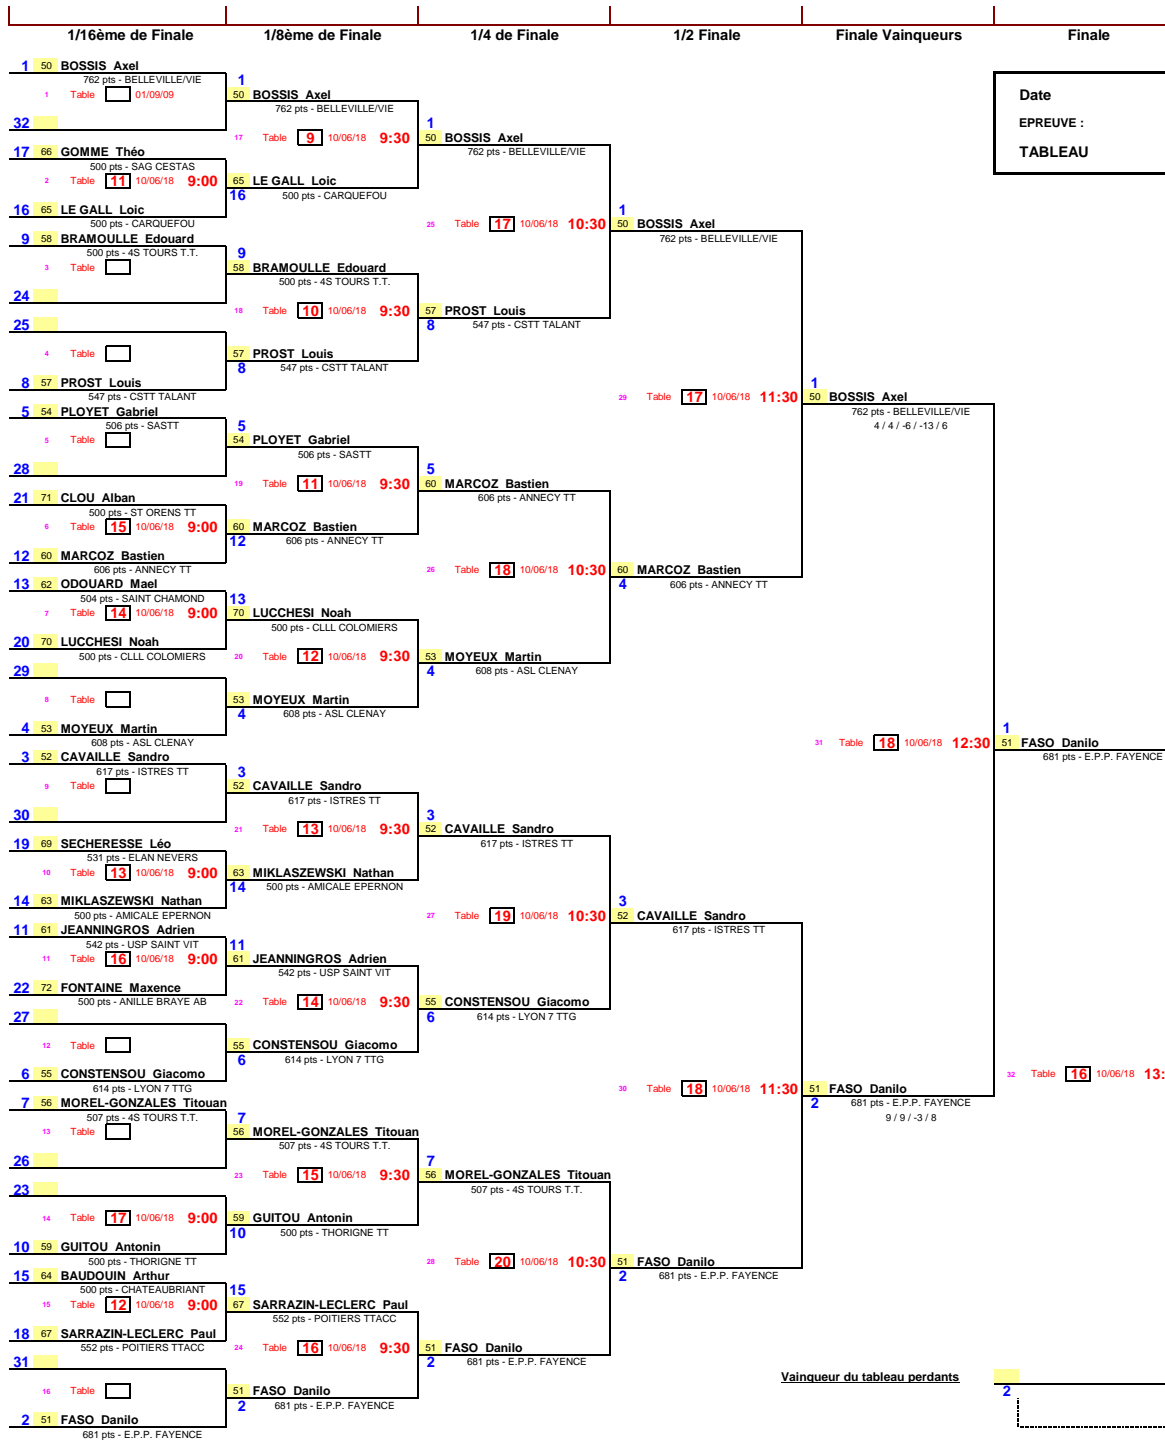 1/16ème de Finale 1/8ème de Finale 1/4 de Finale 1/2 Finale Finale Vainqueurs Finale
Date
EPREUVE :
TABLEAU
1 50 BOSSIS Axel
762 pts - BELLEVILLE/VIE
1 Table 01/09/09
32
17 66 GOMME Théo
500 pts - SAG CESTAS
2 Table 11 10/06/18 9:00
16 65 LE GALL Loic
500 pts - CARQUEFOU
9 58 BRAMOULLE Edouard
500 pts - 4S TOURS T.T.
3 Table
24
25
4 Table
8 57 PROST Louis
547 pts - CSTT TALANT
5 54 PLOYET Gabriel
506 pts - SASTT
5 Table
28
21 71 CLOU Alban
500 pts - ST ORENS TT
6 Table 15 10/06/18 9:00
12 60 MARCOZ Bastien
606 pts - ANNECY TT
13 62 ODOUARD Mael
504 pts - SAINT CHAMOND
7 Table 14 10/06/18 9:00
20 70 LUCCHESI Noah
500 pts - CLLL COLOMIERS
29
8 Table
4 53 MOYEUX Martin
608 pts - ASL CLENAY
3 52 CAVAILLE Sandro
617 pts - ISTRES TT
9 Table
30
19 69 SECHERESSE Léo
531 pts - ELAN NEVERS
10 Table 13 10/06/18 9:00
14 63 MIKLASZEWSKI Nathan
500 pts - AMICALE EPERNON
11 61 JEANNINGROS Adrien
542 pts - USP SAINT VIT
11 Table 16 10/06/18 9:00
22 72 FONTAINE Maxence
500 pts - ANILLE BRAYE AB
27
12 Table
6 55 CONSTENSOU Giacomo
614 pts - LYON 7 TTG
7 56 MOREL-GONZALES Titouan
507 pts - 4S TOURS T.T.
13 Table
26
23
14 Table 17 10/06/18 9:00
10 59 GUITOU Antonin
500 pts - THORIGNE TT
15 64 BAUDOUIN Arthur
500 pts - CHATEAUBRIANT
15 Table 12 10/06/18 9:00
18 67 SARRAZIN-LECLERC Paul
552 pts - POITIERS TTACC
31
16 Table
2 51 FASO Danilo
681 pts - E.P.P. FAYENCE
1
50 BOSSIS Axel
762 pts - BELLEVILLE/VIE
17 Table 9 10/06/18 9:30
65 LE GALL Loic
16 500 pts - CARQUEFOU
9
58 BRAMOULLE Edouard
500 pts - 4S TOURS T.T.
18 Table 10 10/06/18 9:30
57 PROST Louis
8 547 pts - CSTT TALANT
5
54 PLOYET Gabriel
506 pts - SASTT
19 Table 11 10/06/18 9:30
60 MARCOZ Bastien
12 606 pts - ANNECY TT
13
70 LUCCHESI Noah
500 pts - CLLL COLOMIERS
20 Table 12 10/06/18 9:30
53 MOYEUX Martin
4 608 pts - ASL CLENAY
3
52 CAVAILLE Sandro
617 pts - ISTRES TT
21 Table 13 10/06/18 9:30
63 MIKLASZEWSKI Nathan
14 500 pts - AMICALE EPERNON
11
61 JEANNINGROS Adrien
542 pts - USP SAINT VIT
22 Table 14 10/06/18 9:30
55 CONSTENSOU Giacomo
6 614 pts - LYON 7 TTG
7
56 MOREL-GONZALES Titouan
507 pts - 4S TOURS T.T.
23 Table 15 10/06/18 9:30
59 GUITOU Antonin
10 500 pts - THORIGNE TT
15
67 SARRAZIN-LECLERC Paul
552 pts - POITIERS TTACC
24 Table 16 10/06/18 9:30
51 FASO Danilo
2 681 pts - E.P.P. FAYENCE
1
50 BOSSIS Axel
762 pts - BELLEVILLE/VIE
25 Table 17 10/06/18 10:30
57 PROST Louis
8 547 pts - CSTT TALANT
5
60 MARCOZ Bastien
606 pts - ANNECY TT
26 Table 18 10/06/18 10:30
53 MOYEUX Martin
4 608 pts - ASL CLENAY
3
52 CAVAILLE Sandro
617 pts - ISTRES TT
27 Table 19 10/06/18 10:30
55 CONSTENSOU Giacomo
6 614 pts - LYON 7 TTG
7
56 MOREL-GONZALES Titouan
507 pts - 4S TOURS T.T.
28 Table 20 10/06/18 10:30
51 FASO Danilo
2 681 pts - E.P.P. FAYENCE
1
50 BOSSIS Axel
762 pts - BELLEVILLE/VIE
29 Table 17 10/06/18 11:30
60 MARCOZ Bastien
4 606 pts - ANNECY TT
3
52 CAVAILLE Sandro
617 pts - ISTRES TT
30 Table 18 10/06/18 11:30
51 FASO Danilo
2 681 pts - E.P.P. FAYENCE
1
50 BOSSIS Axel
762 pts - BELLEVILLE/VIE
4 / 4 / -6 / -13 / 6
31 Table 18 10/06/18 12:30
51 FASO Danilo
2 681 pts - E.P.P. FAYENCE
9 / 9 / -3 / 8
1
51 FASO Danilo
681 pts - E.P.P. FAYENCE
32 Table 16 10/06/18 13:
Vainqueur du tableau perdants
2